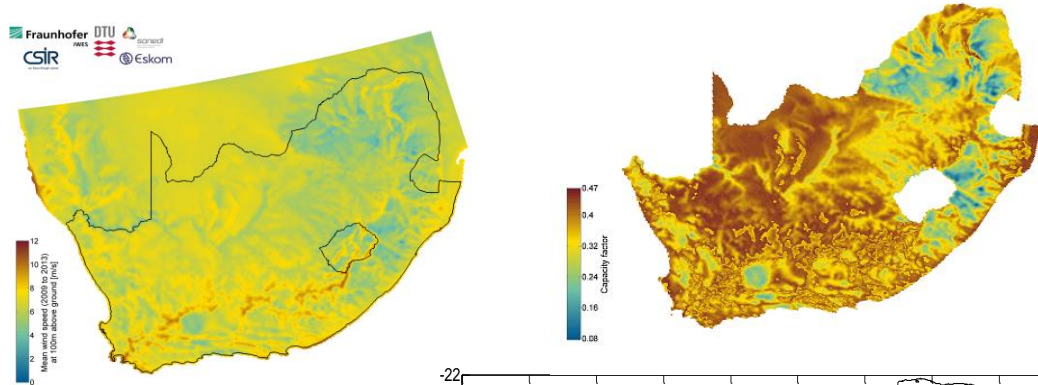 Fraunhofer
IWES
DTU
sanedi
CSIR
Eskom
12
10
8
6
4
2
0
Mean wind speed (2009 to 2013)
at 100m above ground [m/s]
0.47
0.4
0.32
0.24
0.16
0.08
Capacity factor
-22